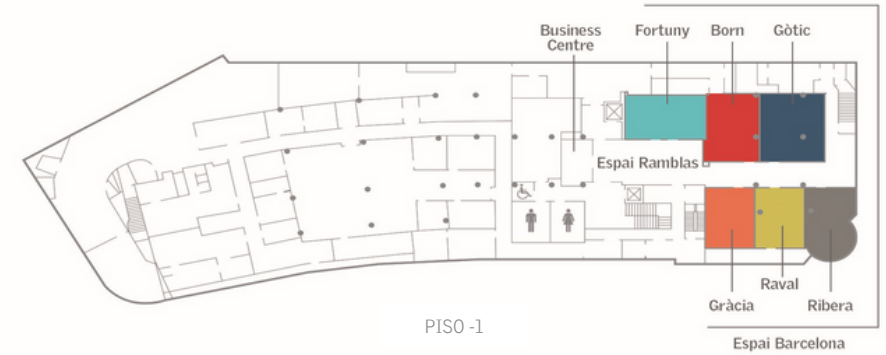 Business
Centre
Fortuny
Born
Gòtic
Espai Ramblas
Gràcia
Raval
Ribera
PISO -1
Espai Barcelona